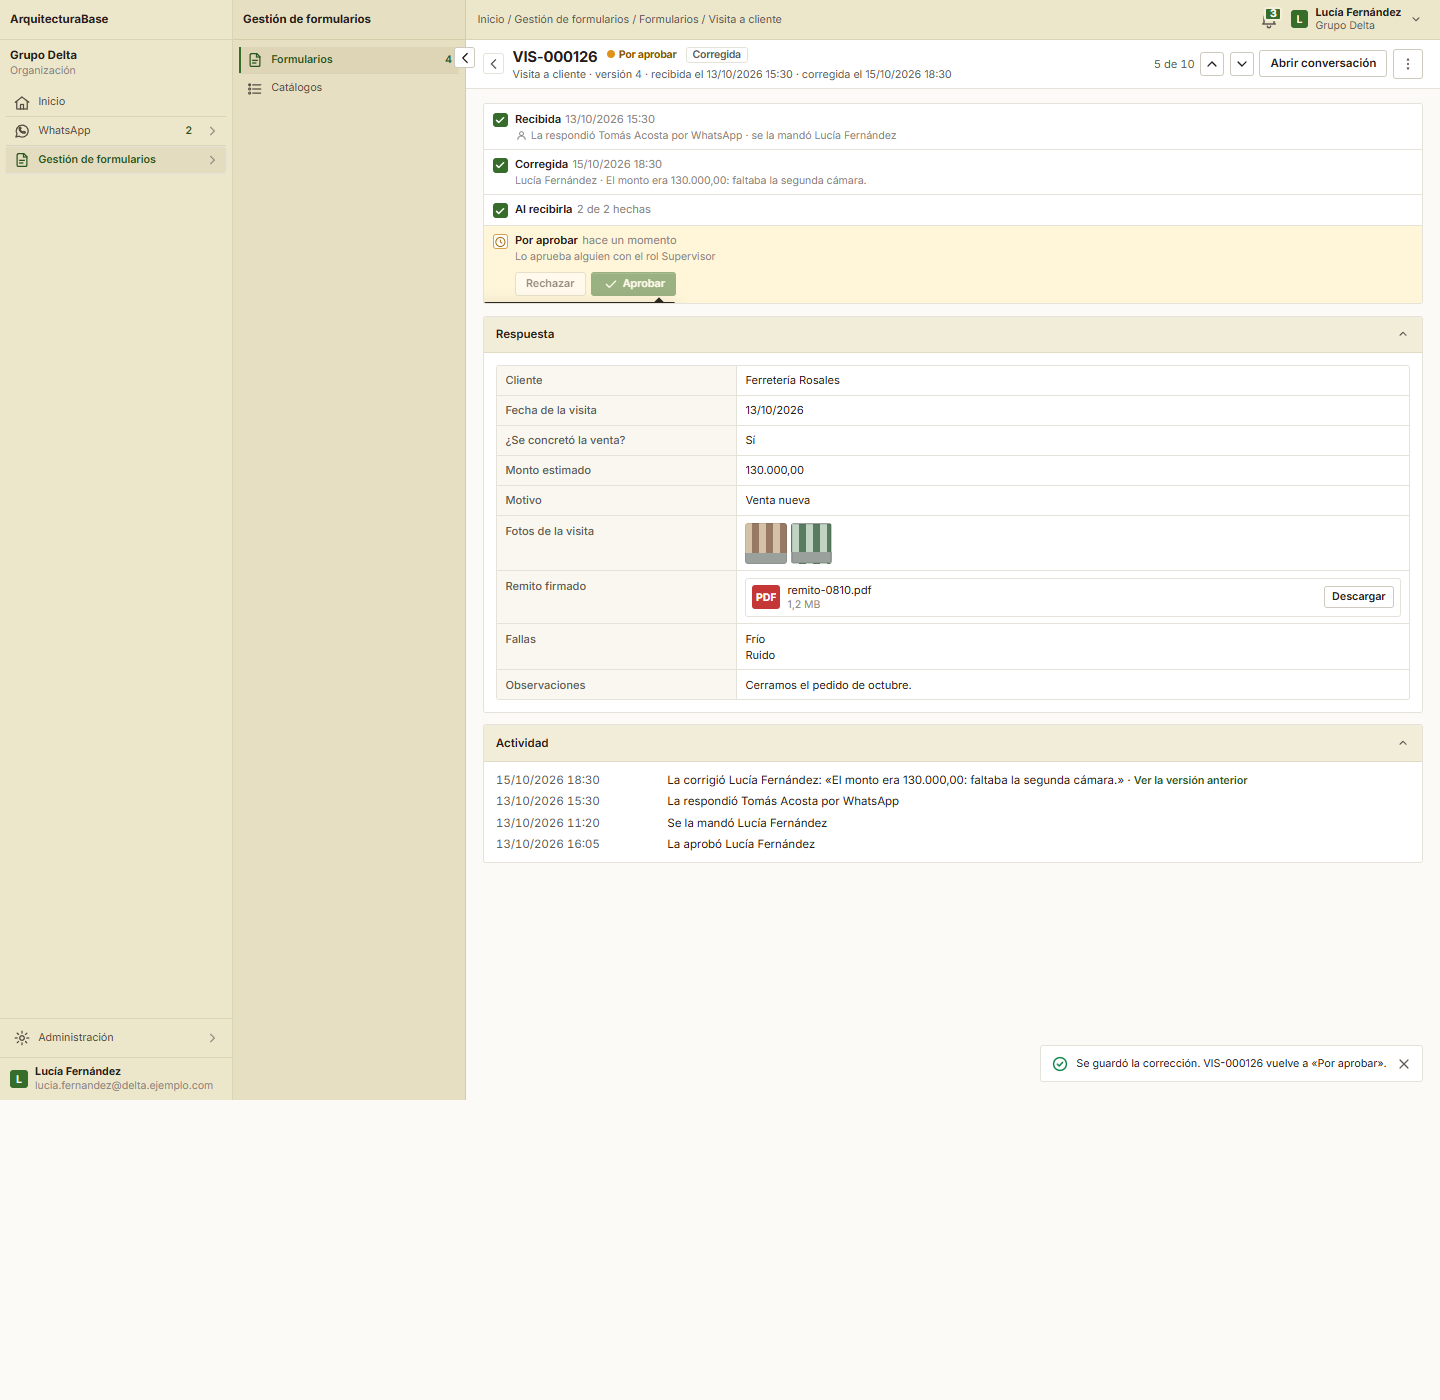 ArquitecturaBase
Grupo Delta
Organización
Inicio
WhatsApp 2
Gestión de formularios
Administración
L
Lucía Fernández
lucia.fernandez@delta.ejemplo.com
Gestión de formularios
Formularios 4
Catálogos
Inicio / Gestión de formularios / Formularios / Visita a cliente
3
L
Lucía Fernández
Grupo Delta
VIS-000126 Por aprobar Corregida
Visita a cliente · versión 4 · recibida el 13/10/2026 15:30 · corregida el 15/10/2026 18:30
5 de 10
Abrir conversación
Recibida 13/10/2026 15:30
La respondió Tomás Acosta por WhatsApp · se la mandó Lucía Fernández
Corregida 15/10/2026 18:30
Lucía Fernández · El monto era 130.000,00: faltaba la segunda cámara.
Al recibirla 2 de 2 hechas
Por aprobar hace un momento
Lo aprueba alguien con el rol Supervisor
Rechazar Aprobar
Respuesta
Cliente Ferretería Rosales
Fecha de la visita 13/10/2026
¿Se concretó la venta? Sí
Monto estimado 130.000,00
Motivo Venta nueva
Fotos de la visita
Remito firmado
PDF
remito-0810.pdf
1,2 MB
Descargar
Fallas Frío
Ruido
Observaciones Cerramos el pedido de octubre.
Actividad
15/10/2026 18:30 La corrigió Lucía Fernández: «El monto era 130.000,00: faltaba la segunda cámara.» · Ver la versión anterior
13/10/2026 15:30 La respondió Tomás Acosta por WhatsApp
13/10/2026 11:20 Se la mandó Lucía Fernández
13/10/2026 16:05 La aprobó Lucía Fernández
Se guardó la corrección. VIS-000126 vuelve a «Por aprobar».